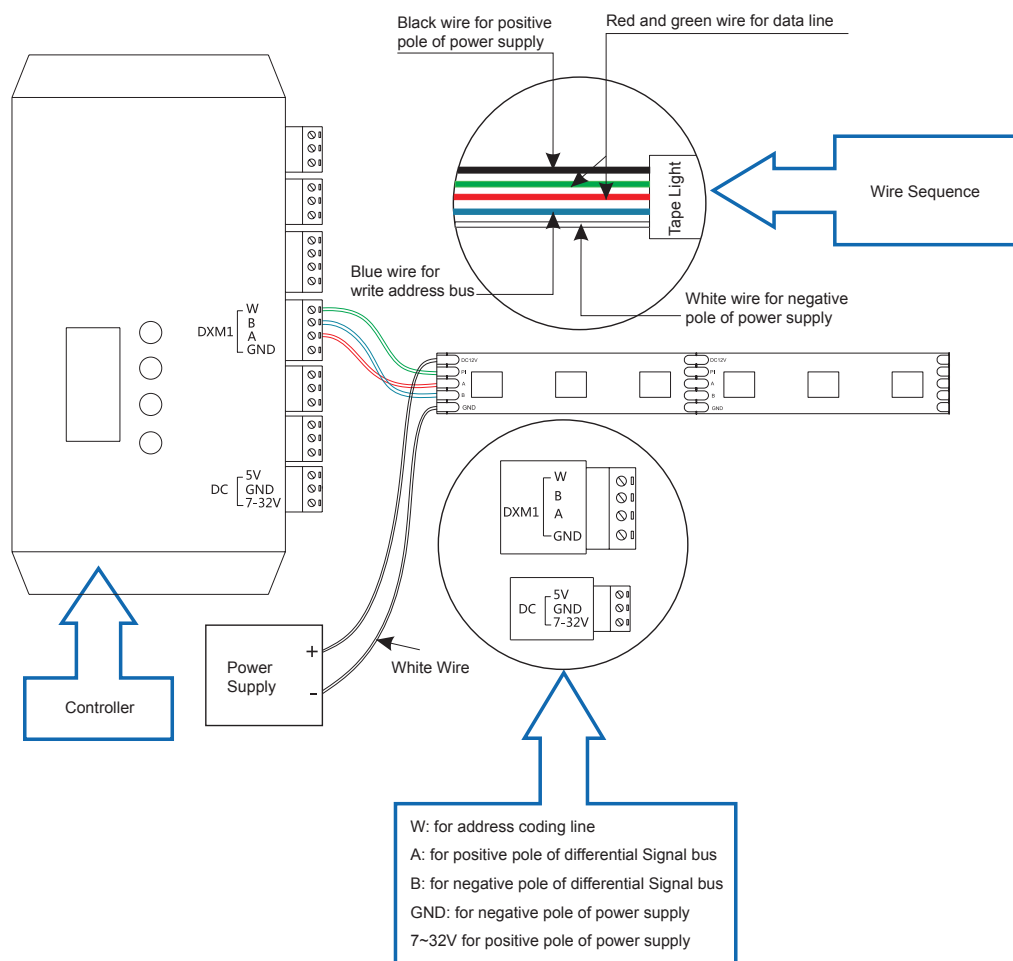 Black wire for positive
pole of power supply
Red and green wire for data line
Tape Light
Wire Sequence
Blue wire for
write address bus
White wire for negative
pole of power supply
DXM1
W
B
A
GND
DC12V
PI
A
B
GND
DC12V
PI
A
B
GND
DC
5V
GND
7-32V
DXM1
W
B
A
GND
DC
5V
GND
7-32V
Power
Supply
+
-
White Wire
Controller
W: for address coding line
A: for positive pole of differential Signal bus
B: for negative pole of differential Signal bus
GND: for negative pole of power supply
7~32V for positive pole of power supply